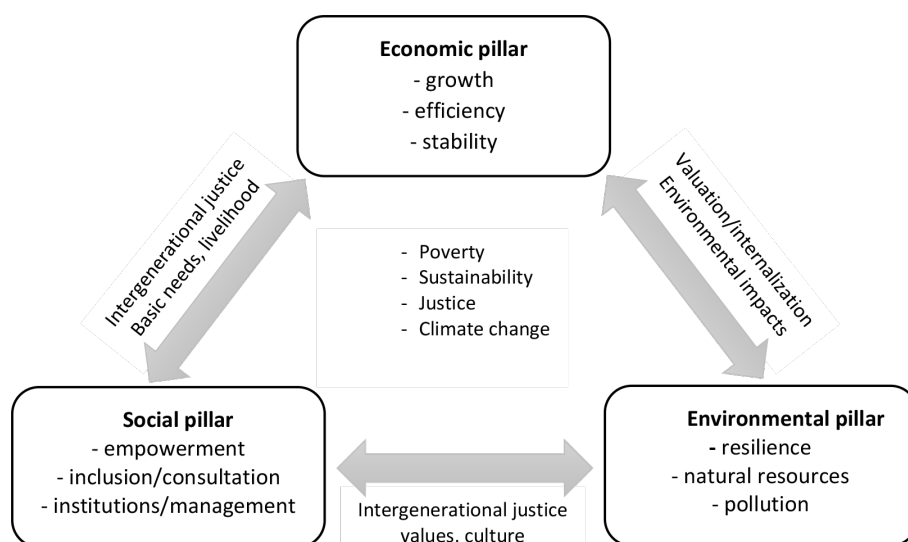 Economic pillar
- growth
- efficiency
- stability
Intergenerational justice
Basic needs, livelihood
Valuation/internalization
Environmental impacts
- Poverty
- Sustainability
- Justice
- Climate change
Social pillar
- empowerment
- inclusion/consultation
- institutions/management
Environmental pillar
- resilience
- natural resources
- pollution
Intergenerational justice
values, culture